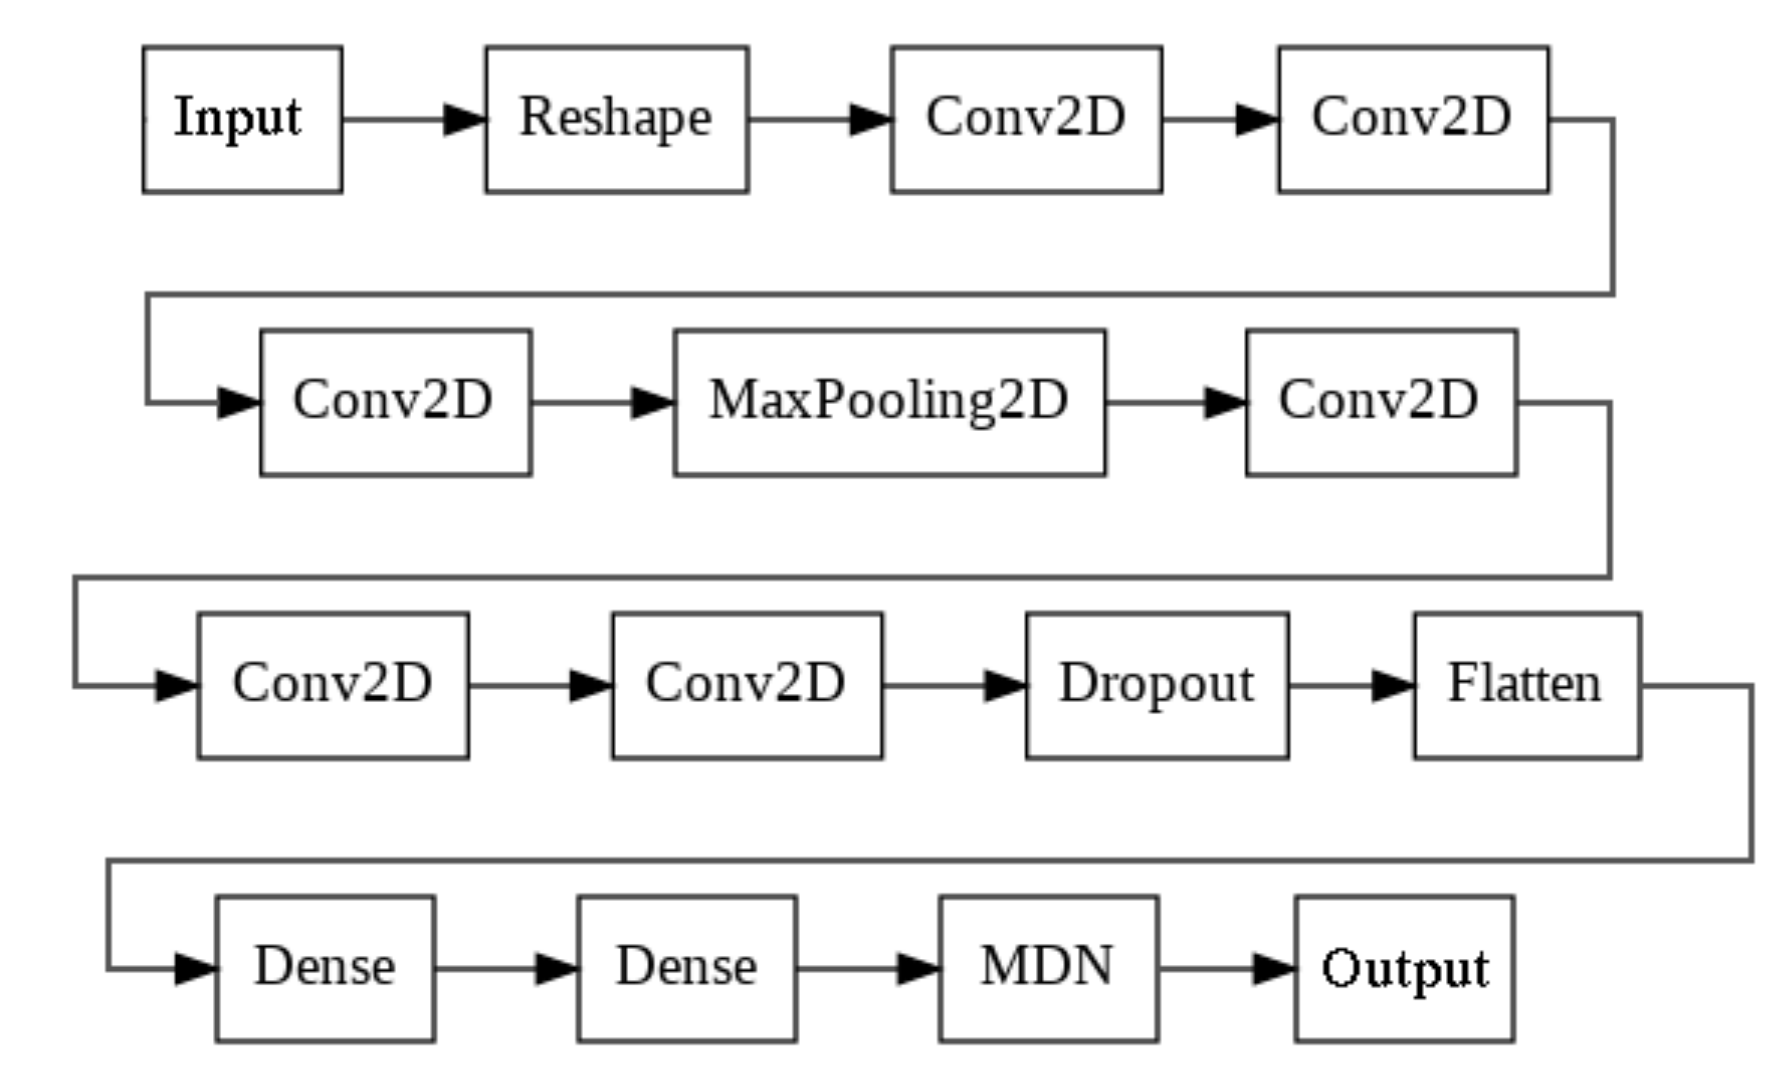 Input Reshape Conv2D Conv2D
Conv2D MaxPooling2D Conv2D
Conv2D Conv2D Dropout Flatten
Dense Dense MDN Output